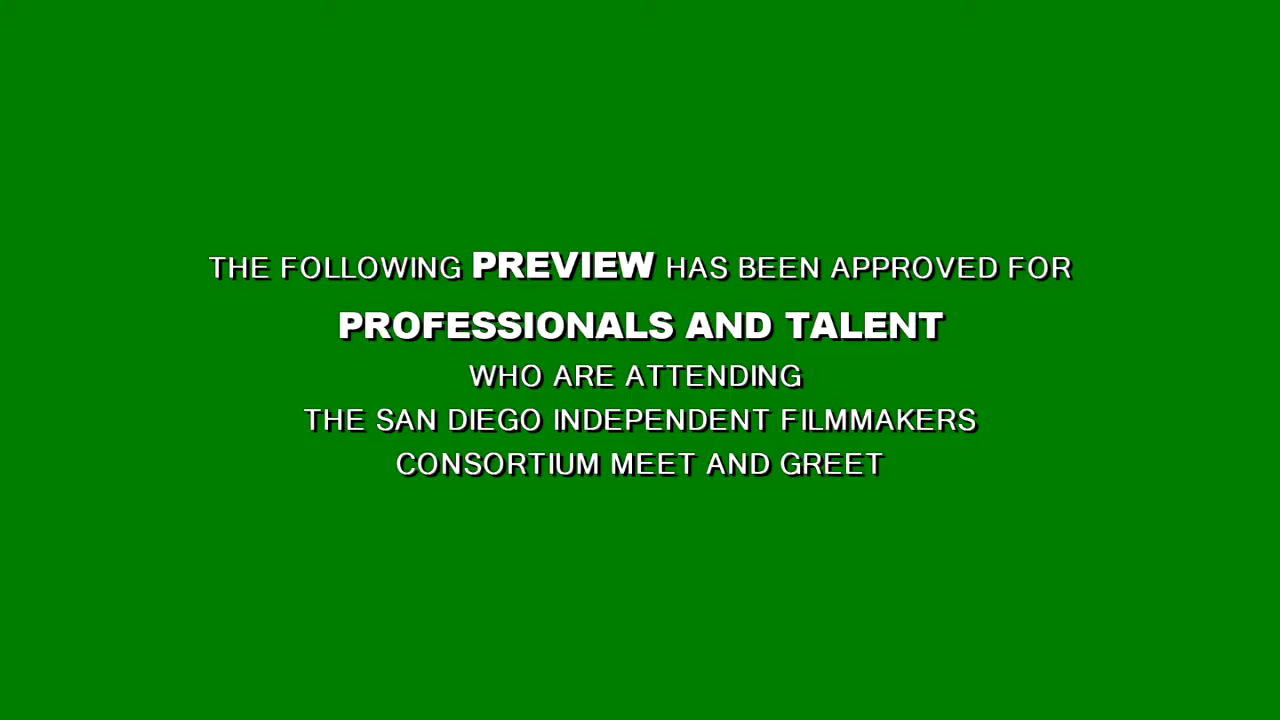 THE FOLLOWING PREVIEW HAS BEEN APPROVED FOR
PROFESSIONALS AND TALENT
WHO ARE ATTENDING
THE SAN DIEGO INDEPENDENT FILMMAKERS
CONSORTIUM MEET AND GREET